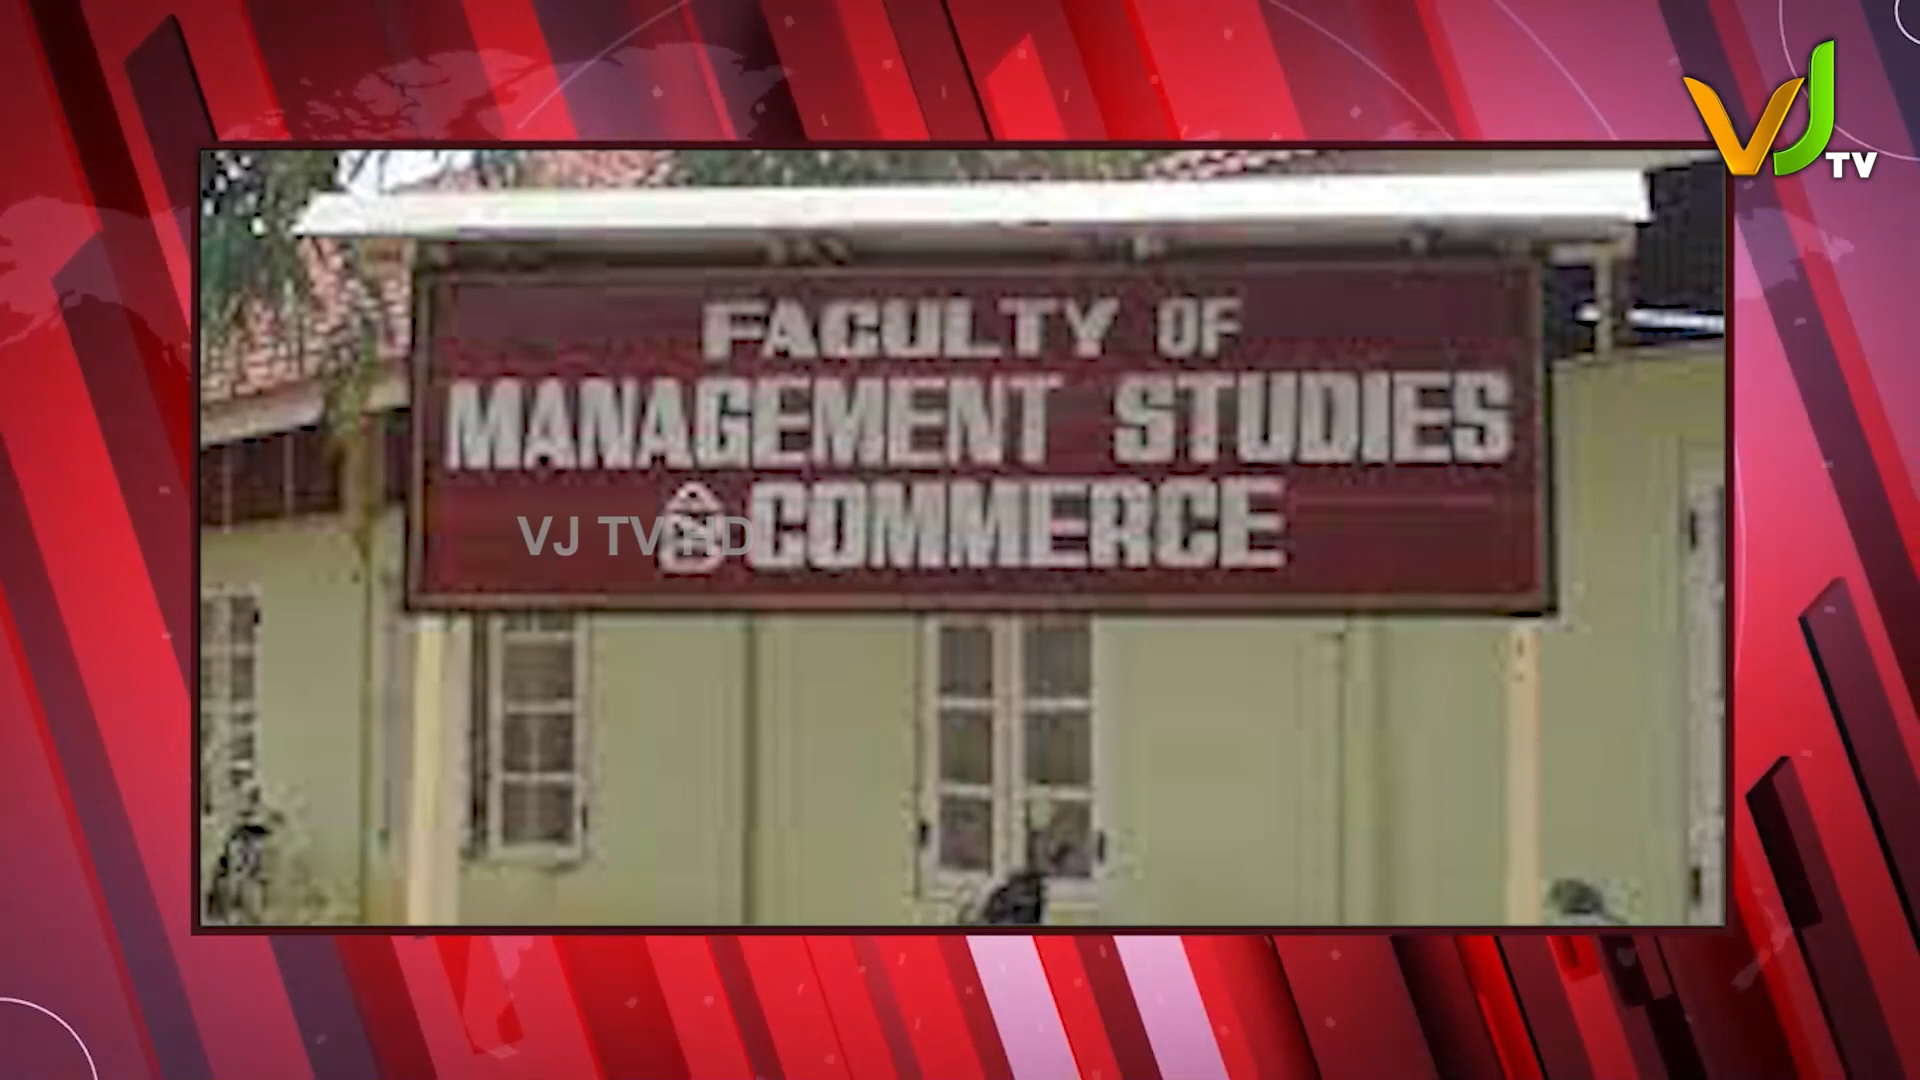 VJ
TV
FACULTY OF
MANAGEMENT STUDIES
& COMMERCE
VJ TV HD